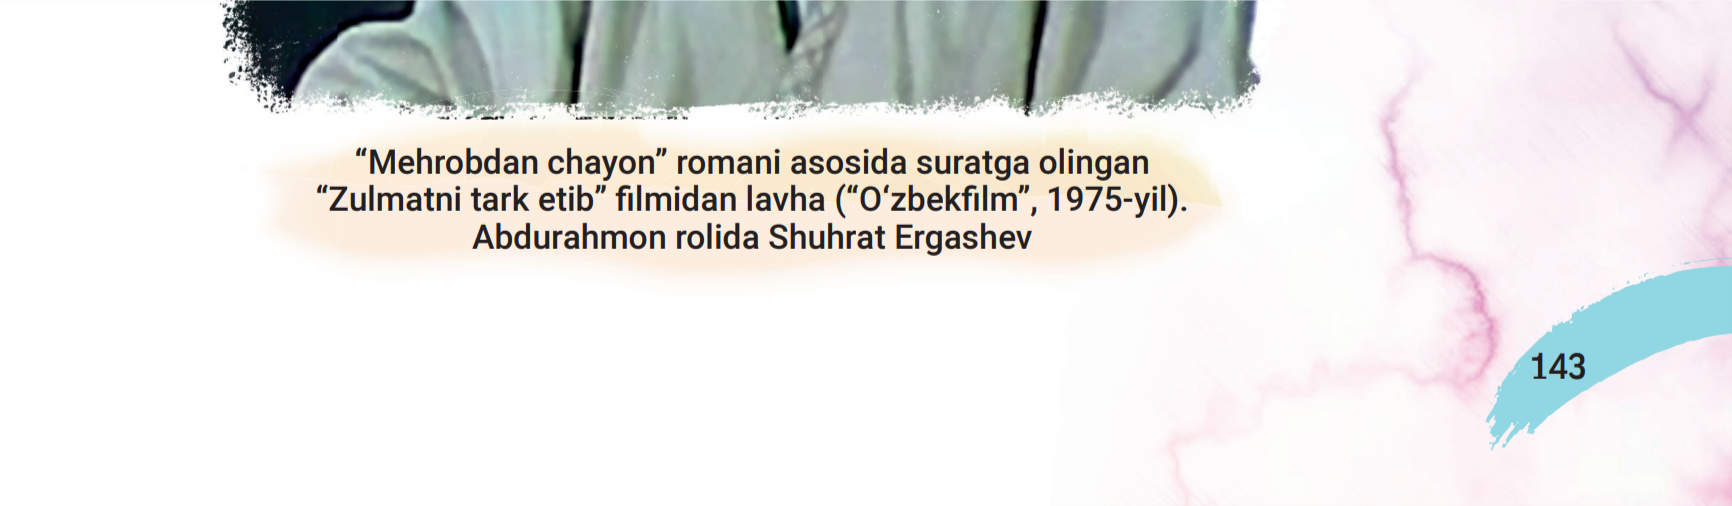 “Mehrobdan chayon” romani asosida suratga olingan
“Zulmatni tark etib” filmidan lavha (“O‘zbekfilm”, 1975-yil).
Abdurahmon rolida Shuhrat Ergashev
143